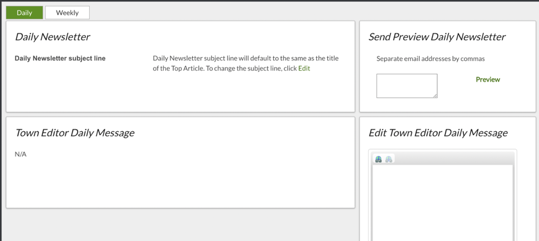 Daily Weekly
Daily Newsletter
Daily Newsletter subject line
Daily Newsletter subject line will default to the same as the title
of the Top Article. To change the subject line, click Edit
Send Preview Daily Newsletter
Separate email addresses by commas
Preview
Town Editor Daily Message
N/A
Edit Town Editor Daily Message